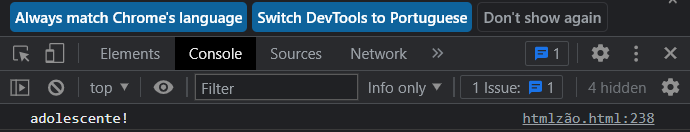 Always match Chrome's language Switch DevTools to Portuguese Don't show again
Elements Console Sources Network » 1
top Filter Info only 1 Issue: 1 4 hidden
adolescente! htmlzão.html:238